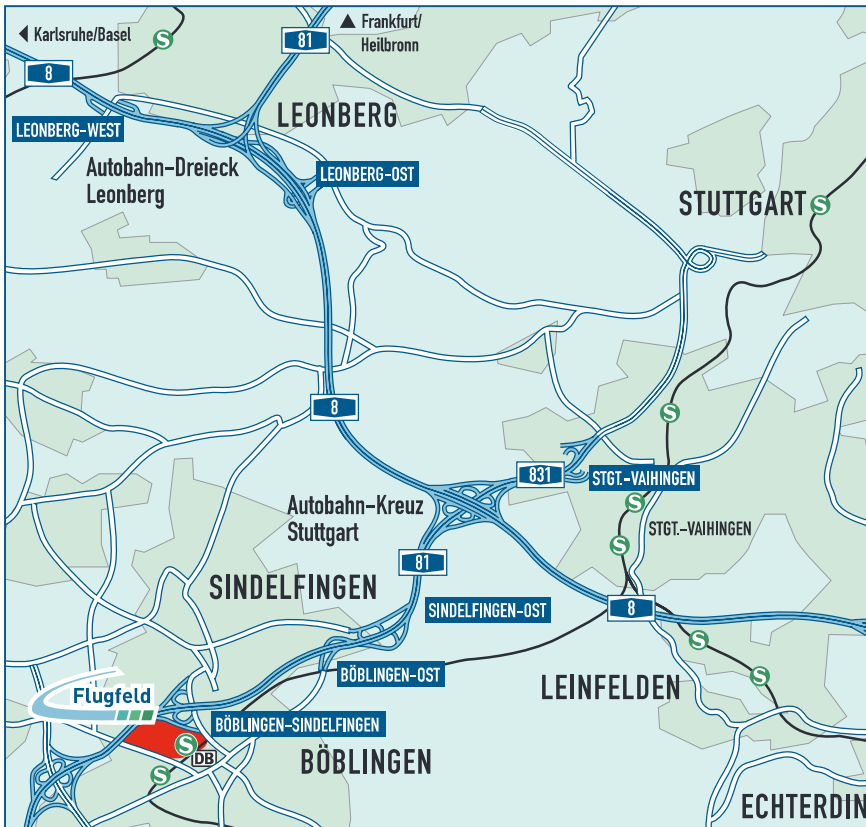 Karlsruhe/Basel
S
81
Frankfurt/
Heilbronn
8
LEONBERG
LEONBERG-WEST
Autobahn-Dreieck
Leonberg
LEONBERG-OST
STUTTGART
S
8
S
831
STGT.-VAIHINGEN
Autobahn-Kreuz
Stuttgart
S
STGT.-VAIHINGEN
S
81
SINDELFINGEN
SINDELFINGEN-OST
8
S
BÖBLINGEN-OST
S
LEINFELDEN
Flugfeld
BÖBLINGEN-SINDELFINGEN
S
DB
BÖBLINGEN
S
ECHTERDIN